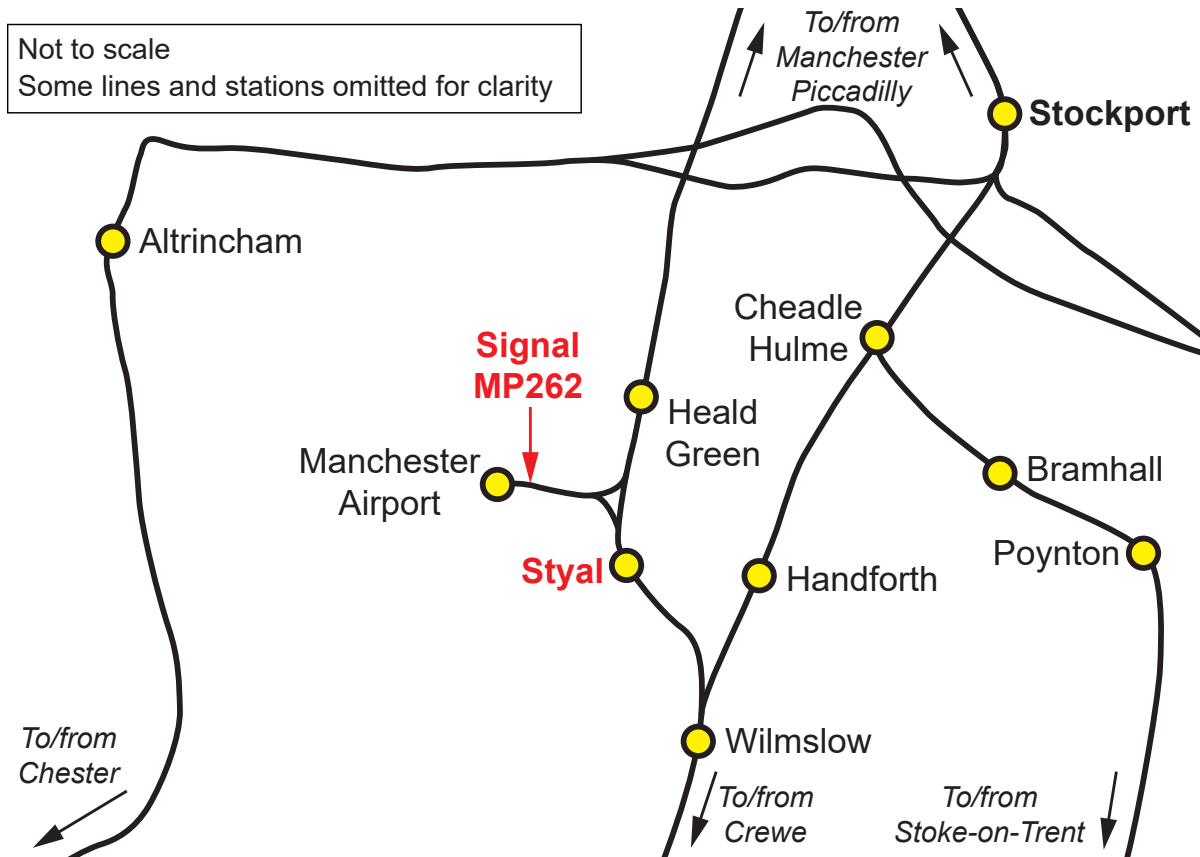 Not to scale
Some lines and stations omitted for clarity
To/from
Manchester
Piccadilly
Stockport
Altrincham
Cheadle
Hulme
Signal
MP262
Heald
Green
Manchester
Airport
Bramhall
Styal
Handforth
Poynton
To/from
Chester
Wilmslow
To/from
Crewe
To/from
Stoke-on-Trent